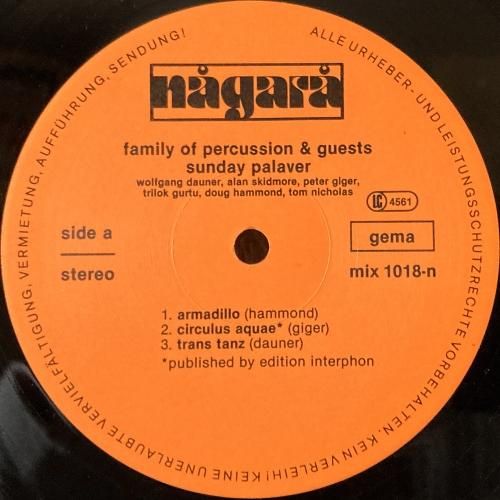 ALLE URHEBER- UND LEISTUNGSSCHUTZRECHTE VORBEHALTEN. KEIN VERLEIH! KEINE UNERLAUBTE VERVIELFÄLTIGUNG, VERMIETUNG, AUFFÜHRUNG, SENDUNG!
någarå
family of percussion & guests
sunday palaver
wolfgang dauner, alan skidmore, peter giger,
trilok gurtu, doug hammond, tom nicholas
LC 4561
side a
gema
stereo
mix 1018-n
1. armadillo (hammond)
2. circulus aquae* (giger)
3. trans tanz (dauner)
*published by edition interphon